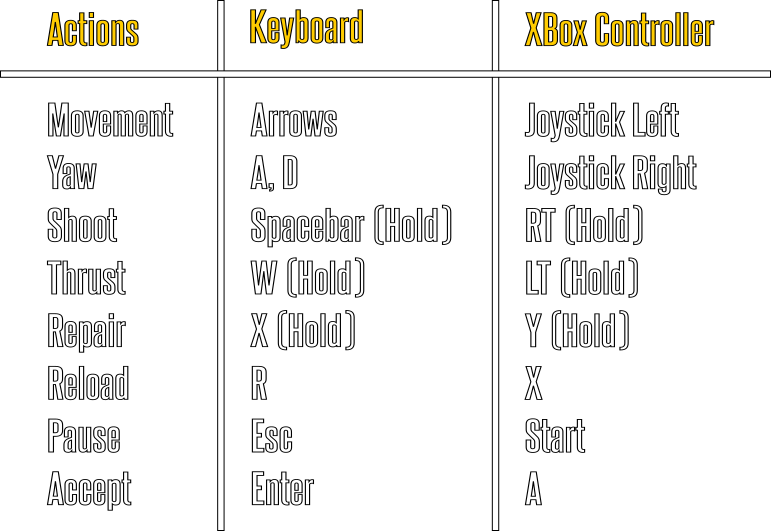 Actions Keyboard XBox Controller
Movement Arrows Joystick Left
Yaw A, D Joystick Right
Shoot Spacebar (Hold) RT (Hold)
Thrust W (Hold) LT (Hold)
Repair X (Hold) Y (Hold)
Reload R X
Pause Esc Start
Accept Enter A